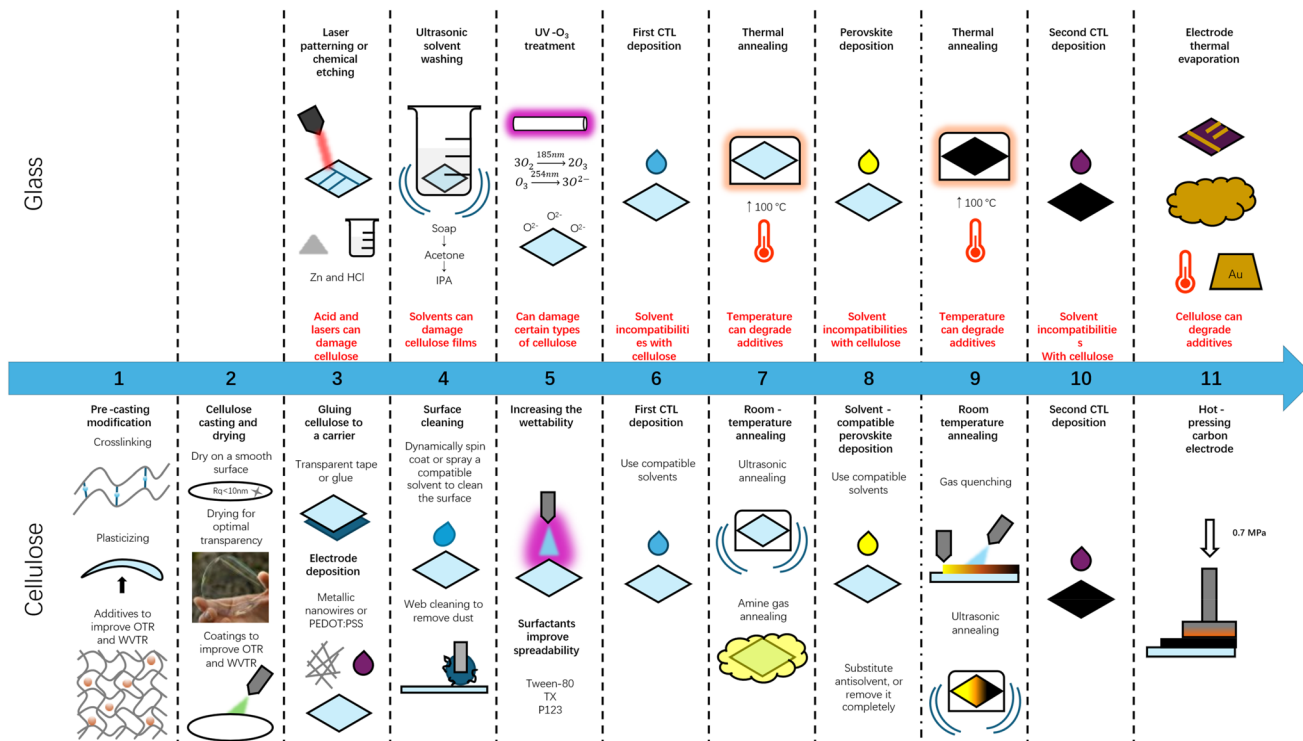 Glass
Laser
patterning or
chemical
etching
Zn and HCl
Acid and
lasers can
damage
cellulose
Ultrasonic
solvent
washing
Soap
↓
Acetone
↓
IPA
Solvents can
damage
cellulose films
UV -O₃
treatment
3O₂ 185nm→ 2O₃
O₃ 254nm→ 3O²⁻
O²⁻ O²⁻ O²⁻
Can damage
certain types
of cellulose
First CTL
deposition
Solvent
incompatibiliti
es with
cellulose
Thermal
annealing
↑ 100 °C
Temperature
can degrade
additives
Perovskite
deposition
Solvent
incompatibilities
with cellulose
Thermal
annealing
↑ 100 °C
Temperature
can degrade
additives
Second CTL
deposition
Solvent
incompatibilitie
s
With cellulose
Electrode
thermal
evaporation
Au
Cellulose can
degrade
additives
1 2 3 4 5 6 7 8 9 10 11
Cellulose
Pre -casting
modification
Crosslinking
Plasticizing
Additives to
improve OTR
and WVTR
Cellulose
casting and
drying
Dry on a smooth
surface
Rq<10nm
Drying for
optimal
transparency
Coatings to
improve OTR
and WVTR
Gluing
cellulose to
a carrier
Transparent tape
or glue
Electrode
deposition
Metallic
nanowires or
PEDOT:PSS
Surface
cleaning
Dynamically spin
coat or spray a
compatible
solvent to clean
the surface
Web cleaning to
remove dust
Increasing the
wettability
Surfactants
improve
spreadability
Tween-80
TX
P123
First CTL
deposition
Use compatible
solvents
Room -
temperature
annealing
Ultrasonic
annealing
Amine gas
annealing
Solvent -
compatible
perovskite
deposition
Use compatible
solvents
Substitute
antisolvent, or
remove it
completely
Room
temperature
annealing
Gas quenching
Ultrasonic
annealing
Second CTL
deposition
Hot -
pressing
carbon
electrode
0.7 MPa